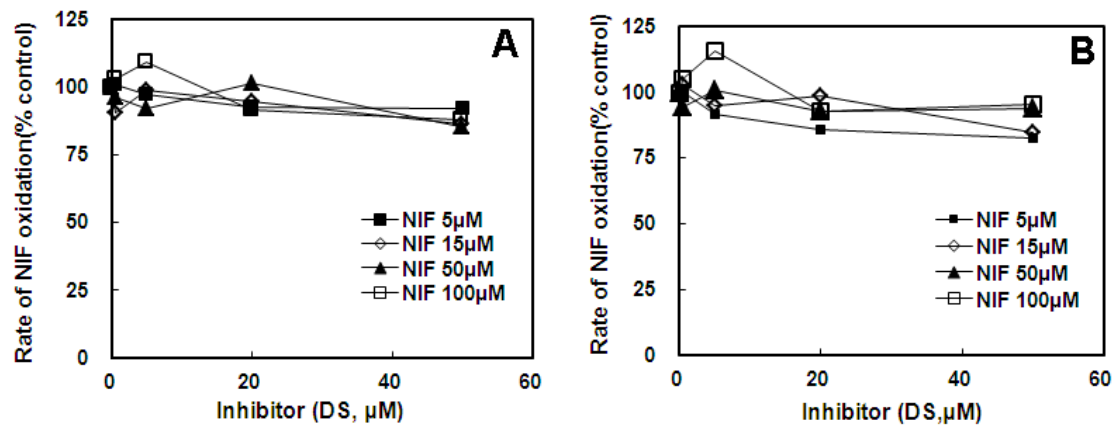 A
Rate of NIF oxidation(% control)
125
100
75
50
25
0
NIF 5µM
NIF 15µM
NIF 50µM
NIF 100µM
0 20 40 60
Inhibitor (DS, µM)
B
Rate of NIF oxidation(% control)
125
100
75
50
25
0
NIF 5µM
NIF 15µM
NIF 50µM
NIF 100µM
0 20 40 60
Inhibitor (DS,µM)